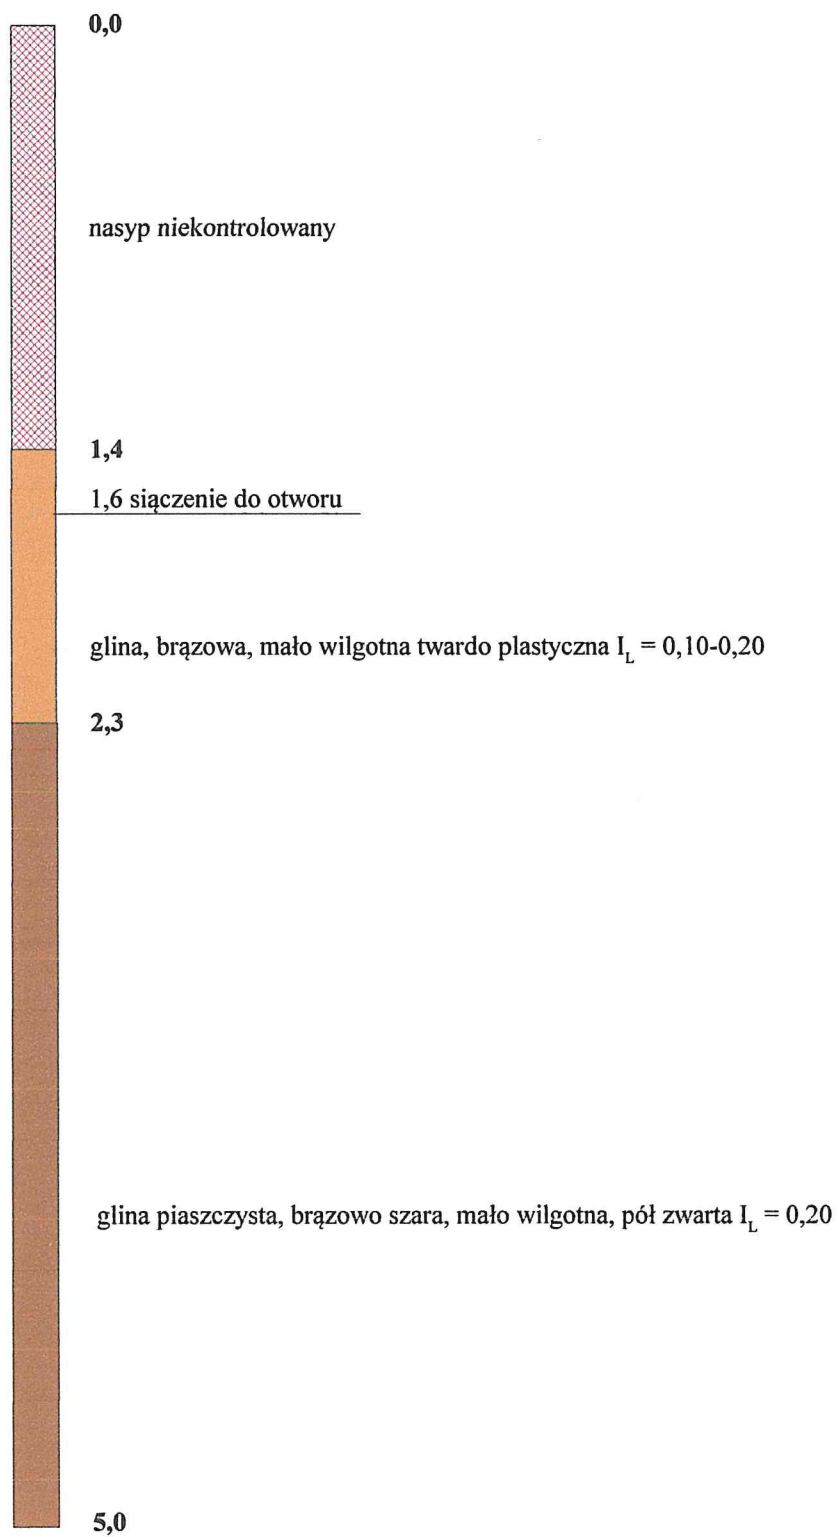 0,0
nasyp niekontrolowany
1,4
1,6 siączenie do otworu
glina, brązowa, mało wilgotna twardo plastyczna I_L = 0,10-0,20
2,3
glina piaszczysta, brązowo szara, mało wilgotna, pół zwarta I_L = 0,20
5,0